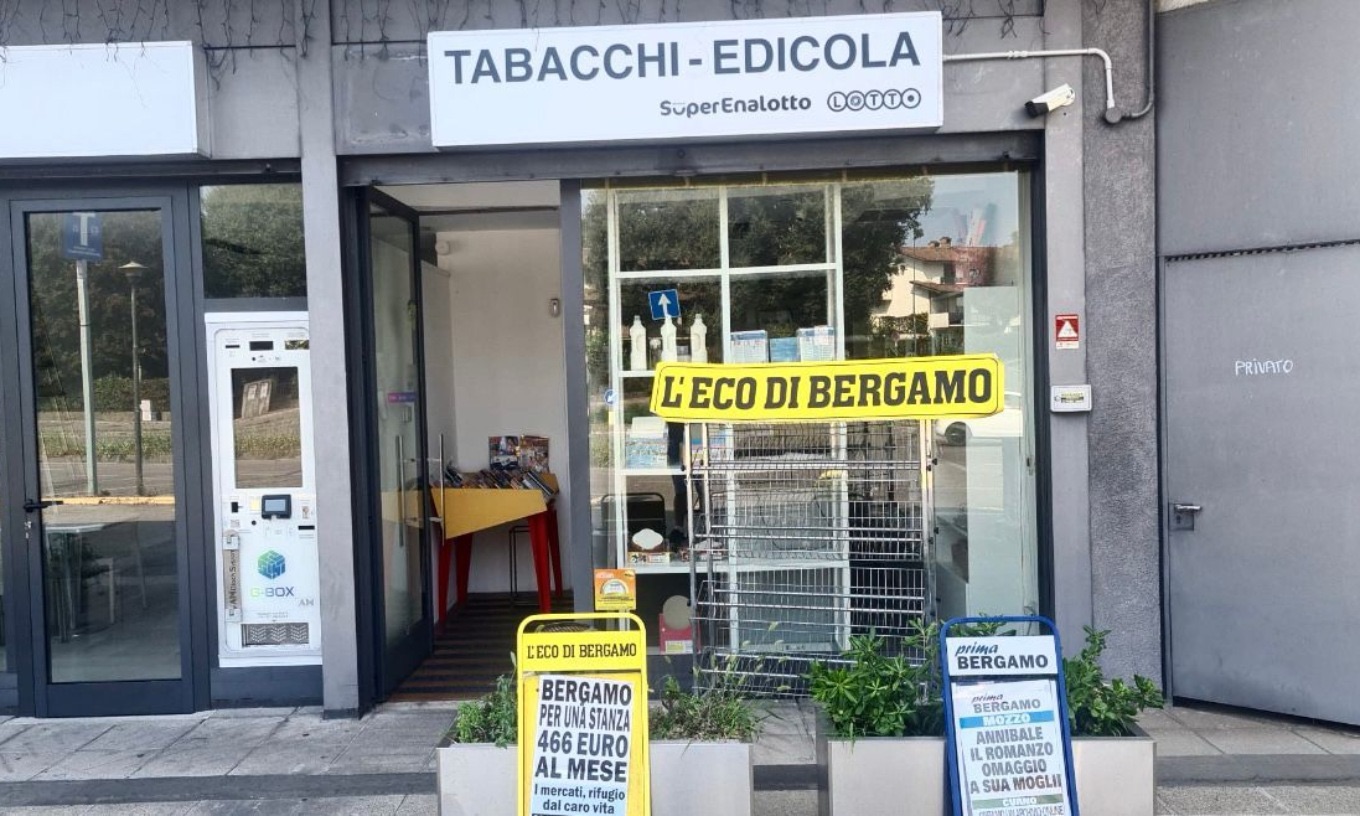 TABACCHI - EDICOLA
SuperEnalotto LOTTO
T
PRIVATO
L'ECO DI BERGAMO
G-BOX
L'ECO DI BERGAMO
BERGAMO
PER UNA STANZA
466 EURO
AL MESE
I mercati, rifugio
dal caro vita
prima
BERGAMO
prima
BERGAMO
MOZZO
ANNIBALE
IL ROMANZO
OMAGGIO
A SUA MOGLIE
CURNO